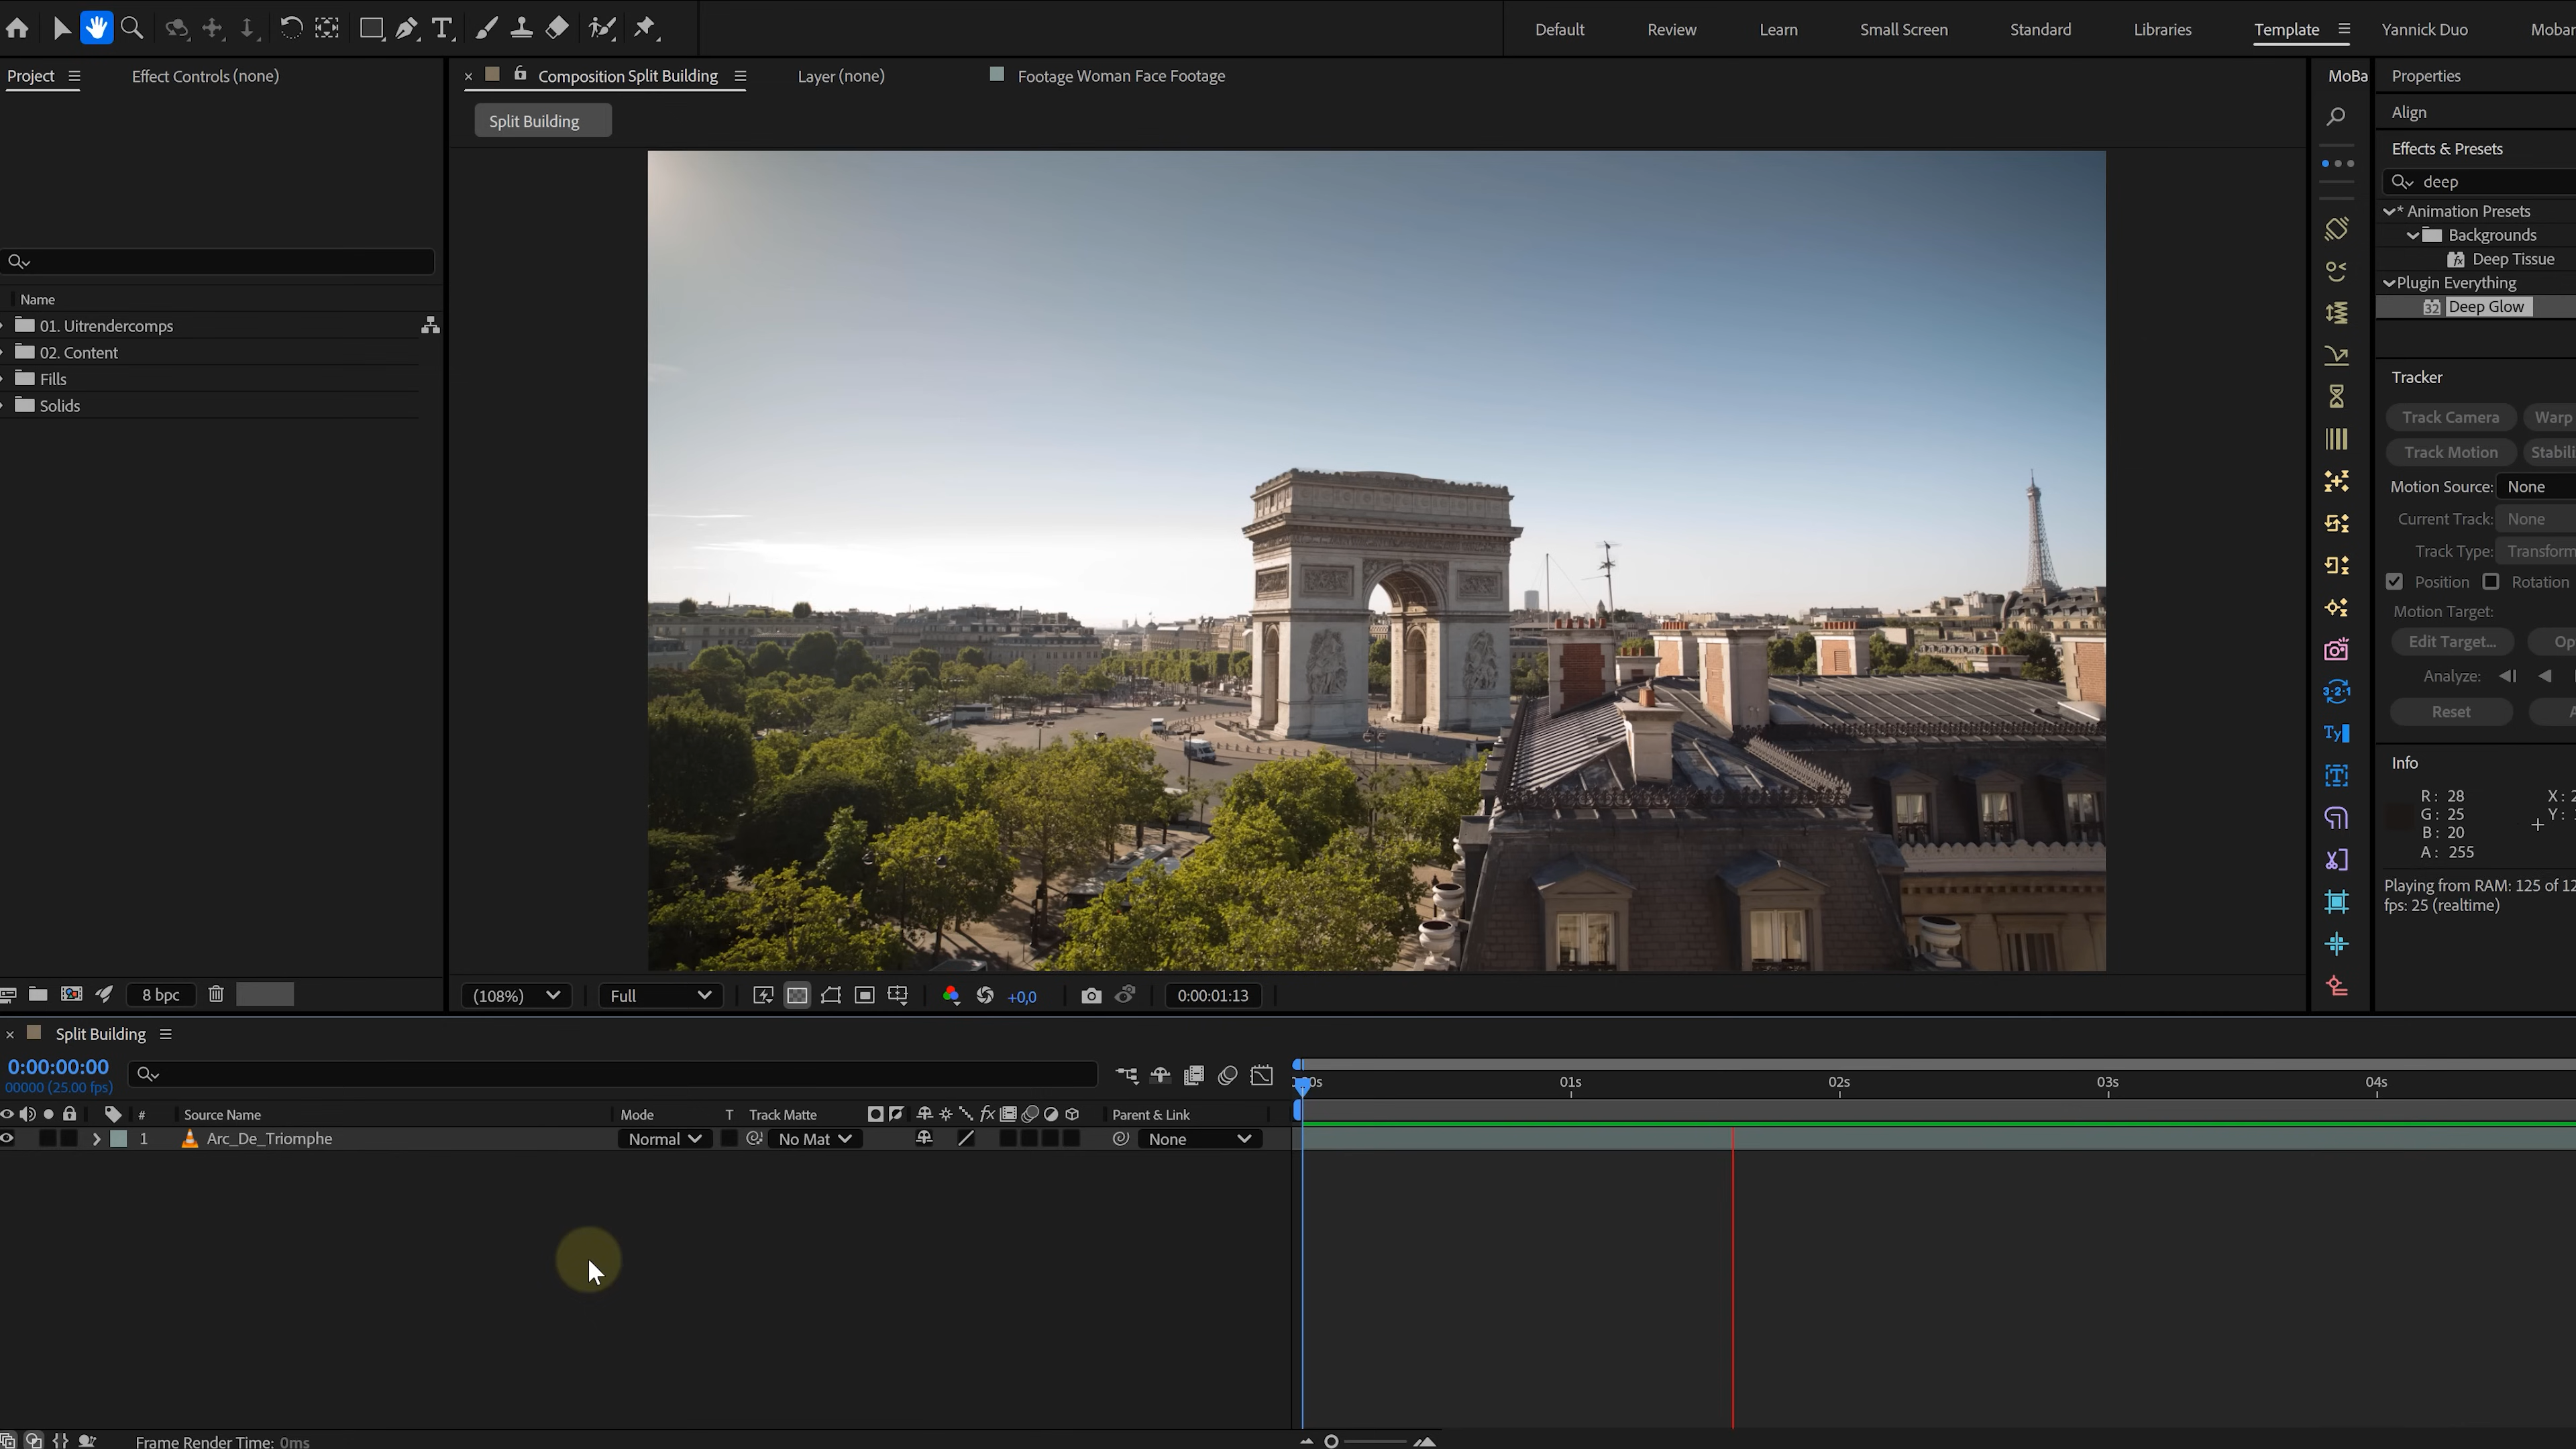 Default Review Learn Small Screen Standard Libraries Template Yannick Duo
Project Effect Controls (none)
Composition Split Building Layer (none) Footage Woman Face Footage
Split Building
MoBa
Properties
Align
Effects & Presets
deep
* Animation Presets
Backgrounds
Deep Tissue
Plugin Everything
32 Deep Glow
Name
01. Uitrendercomps
02. Content
Fills
Solids
Tracker
Track Camera Warp
Track Motion
Motion Source: None
Current Track: None
Track Type:
Position Rotation
Motion Target:
Edit Target...
Analyze:
Reset
3-2-1
Ty
T
Info
R: 28
G: 25
B: 20
A: 255
X:
Y:
Playing from RAM: 125 of
fps: 25 (realtime)
8 bpc
(108%) Full +0,0 0:00:01:13
Split Building
0:00:00:00
00000 (25.00 fps)
01s 02s 03s 04s
# Source Name Mode T Track Matte fx Parent & Link
1 Arc_De_Triomphe Normal No Mat None
Frame Render Time: 0ms